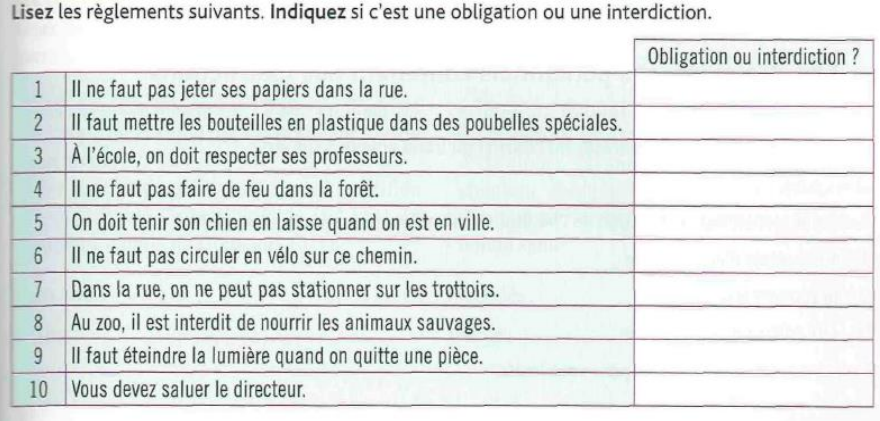 Lisez les règlements suivants. Indiquez si c'est une obligation ou une interdiction.
Obligation ou interdiction ?
1 Il ne faut pas jeter ses papiers dans la rue.
2 Il faut mettre les bouteilles en plastique dans des poubelles spéciales.
3 À l'école, on doit respecter ses professeurs.
4 Il ne faut pas faire de feu dans la forêt.
5 On doit tenir son chien en laisse quand on est en ville.
6 Il ne faut pas circuler en vélo sur ce chemin.
7 Dans la rue, on ne peut pas stationner sur les trottoirs.
8 Au zoo, il est interdit de nourrir les animaux sauvages.
9 Il faut éteindre la lumière quand on quitte une pièce.
10 Vous devez saluer le directeur.